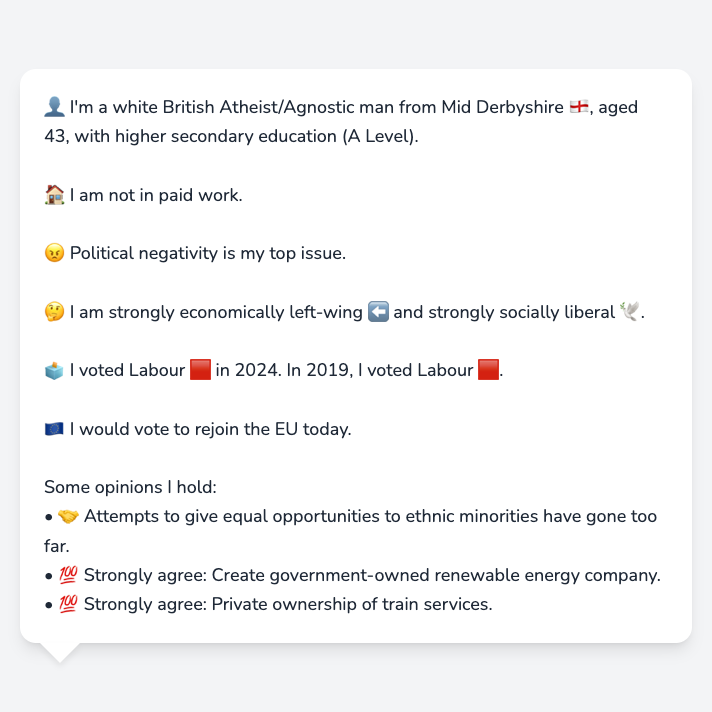 👤 I'm a white British Atheist/Agnostic man from Mid Derbyshire 🏴󠁧󠁢󠁥󠁮󠁧󠁿, aged
43, with higher secondary education (A Level).
🏠 I am not in paid work.
😠 Political negativity is my top issue.
🤔 I am strongly economically left-wing ⬅️ and strongly socially liberal 🕊️.
🗳️ I voted Labour 🟥 in 2024. In 2019, I voted Labour 🟥.
🇪🇺 I would vote to rejoin the EU today.
Some opinions I hold:
• 🤝 Attempts to give equal opportunities to ethnic minorities have gone too
far.
• 💯 Strongly agree: Create government-owned renewable energy company.
• 💯 Strongly agree: Private ownership of train services.